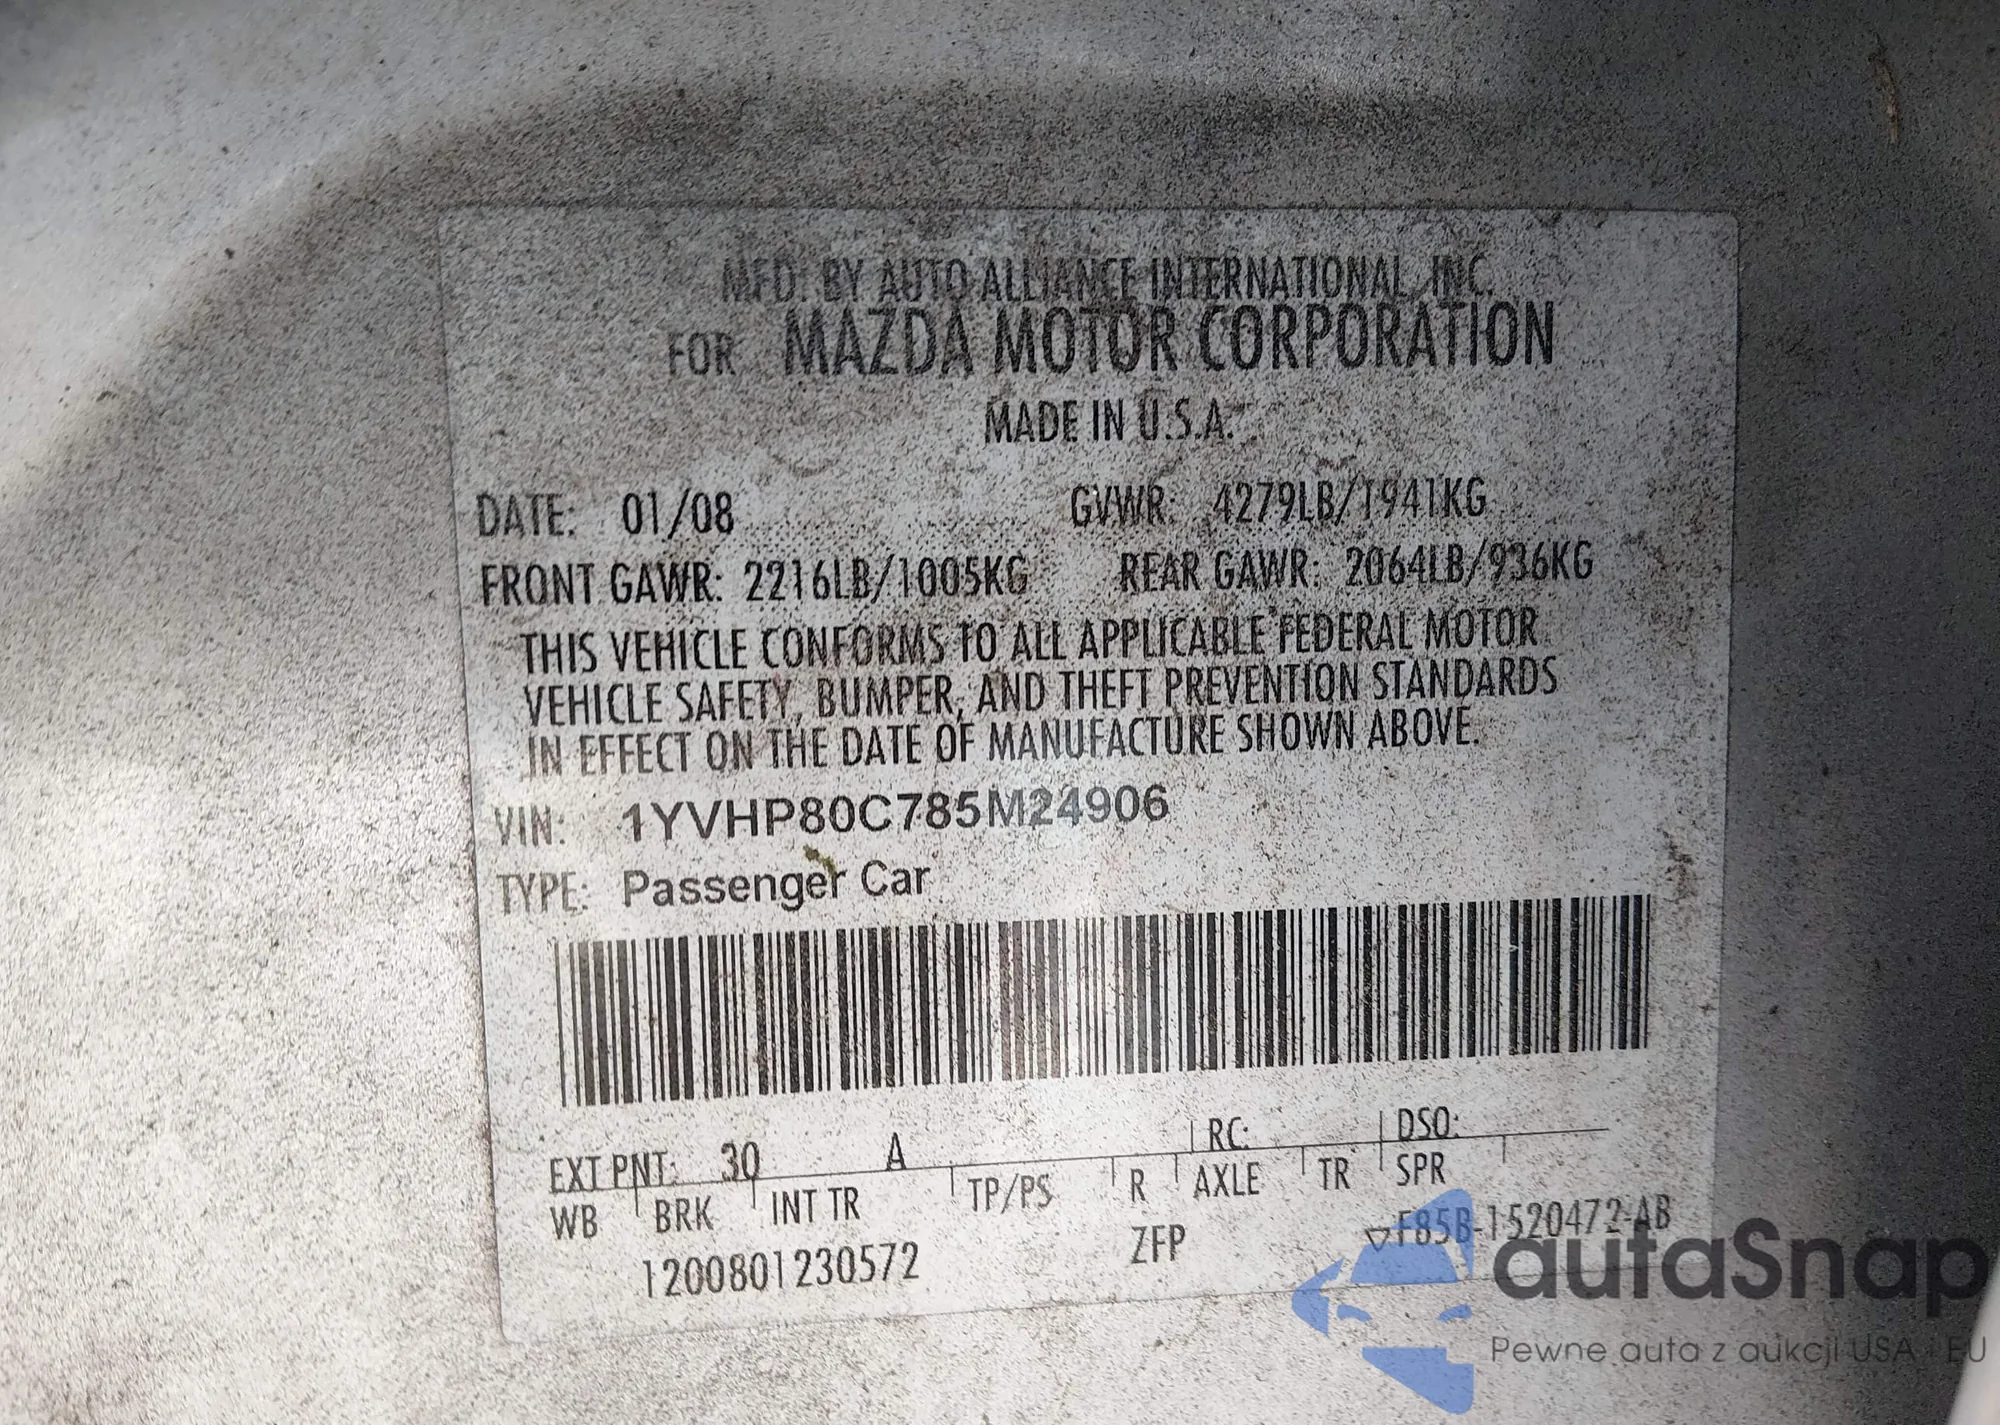 MFD. BY AUTO ALLIANCE INTERNATIONAL, INC.
FOR MAZDA MOTOR CORPORATION
MADE IN U.S.A.
DATE: 01/08 GVWR: 4279LB/1941KG
FRONT GAWR: 2216LB/1005KG REAR GAWR: 2064LB/936KG
THIS VEHICLE CONFORMS TO ALL APPLICABLE FEDERAL MOTOR
VEHICLE SAFETY, BUMPER, AND THEFT PREVENTION STANDARDS
IN EFFECT ON THE DATE OF MANUFACTURE SHOWN ABOVE.
VIN: 1YVHP80C785M24906
TYPE: Passenger Car
EXT PNT: 30 A RC: DSO:
WB BRK INT TR TP/PS R AXLE TR SPR
1200801230572 ZFP F85B-1520472-AB
autaSnap
Pewne auta z aukcji USA i EU